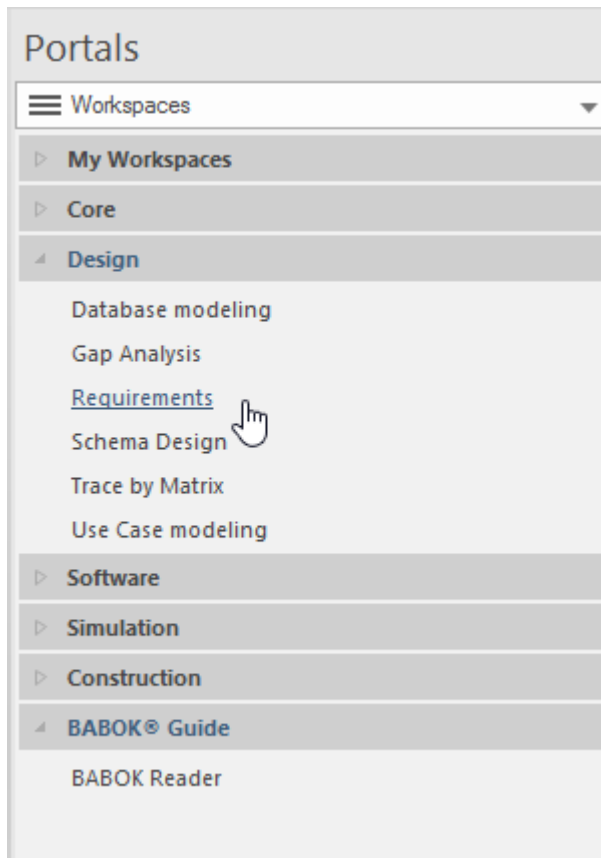 Portals
Workspaces
My Workspaces
Core
Design
Database modeling
Gap Analysis
Requirements
Schema Design
Trace by Matrix
Use Case modeling
Software
Simulation
Construction
BABOK® Guide
BABOK Reader